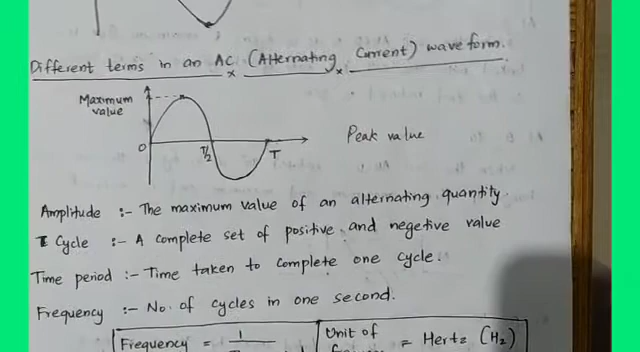 Different terms in an AC (Alternating Current) wave form.
Maximum value
0
T/2
T
Peak value
Amplitude :- The maximum value of an alternating quantity.
Cycle :- A complete set of positive and negetive value
Time period :- Time taken to complete one cycle.
Frequency :- No. of cycles in one second.
Frequency = 1
Unit of
= Hertz (Hz)